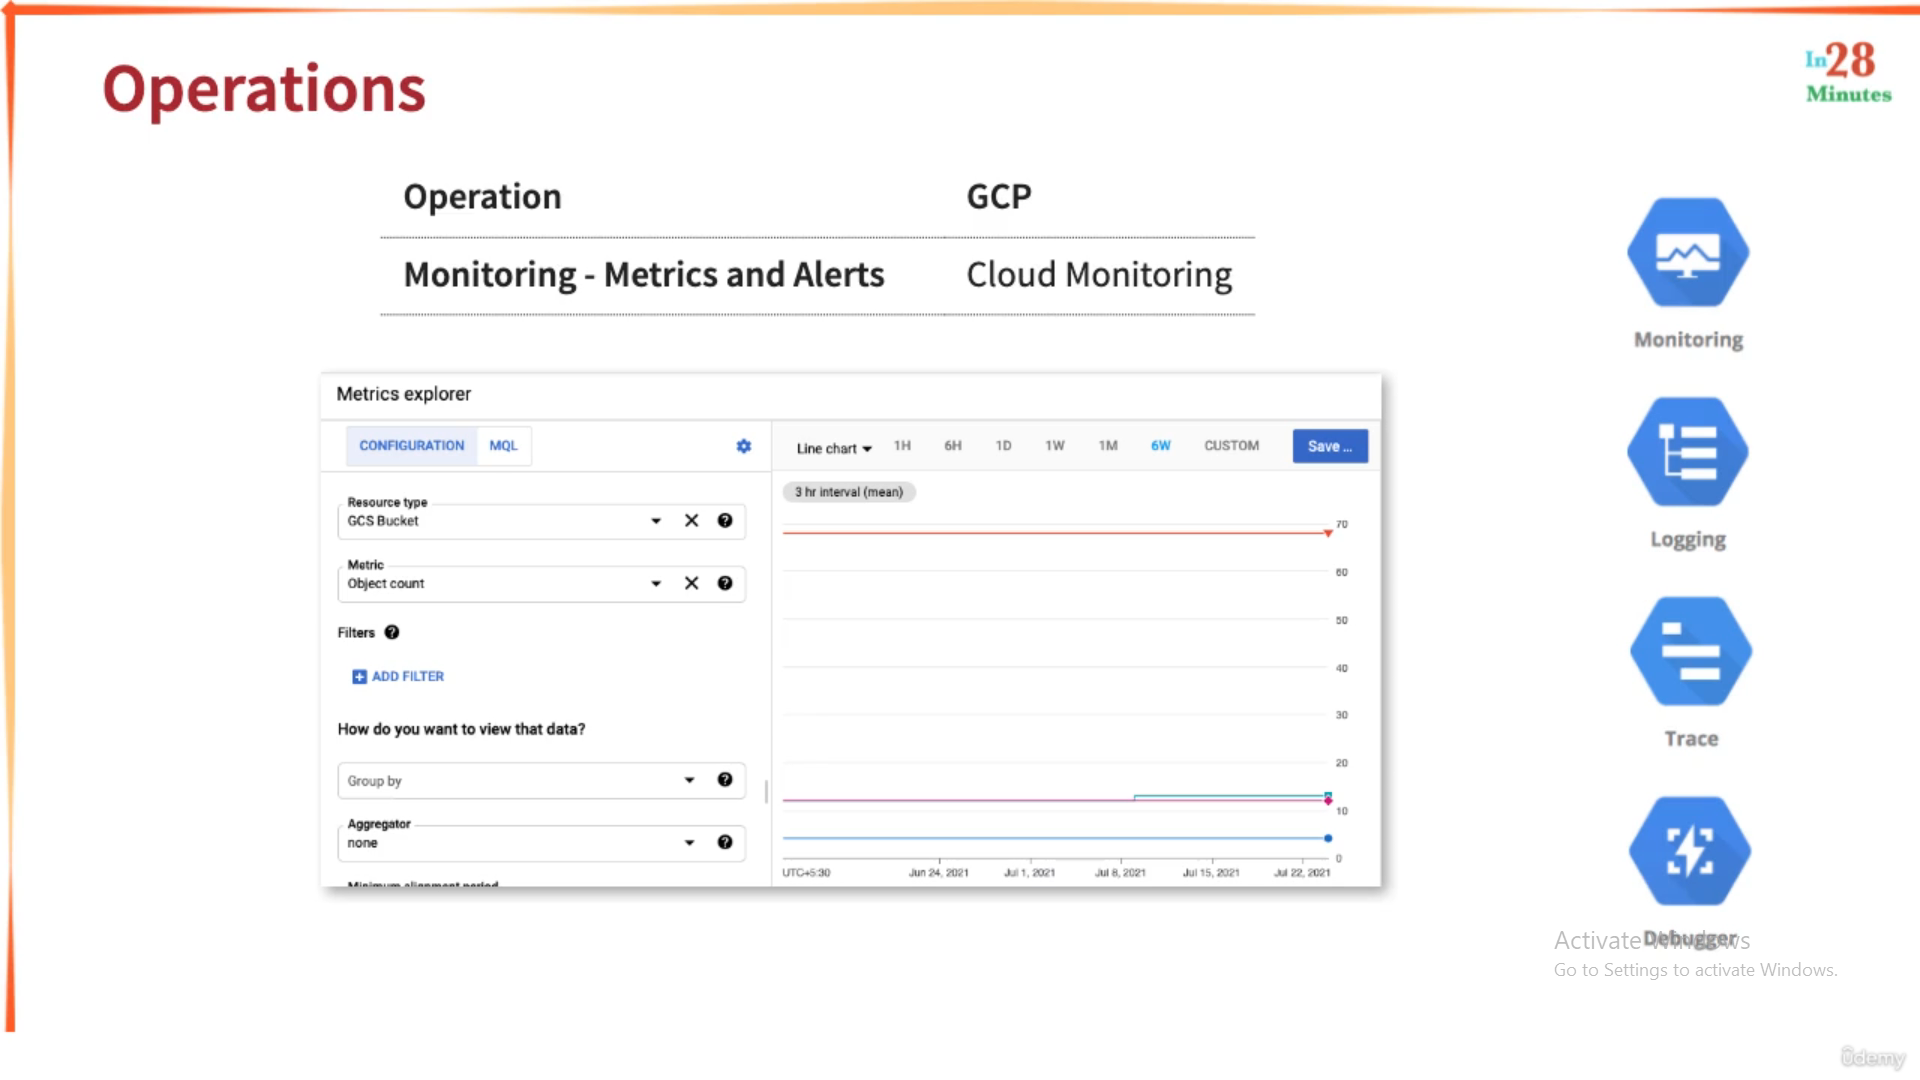 Operations
In28
Minutes
Operation GCP
Monitoring - Metrics and Alerts Cloud Monitoring
Metrics explorer
CONFIGURATION MQL
Line chart 1H 6H 1D 1W 1M 6W CUSTOM Save ...
3 hr interval (mean)
Resource type
GCS Bucket
Metric
Object count
Filters
ADD FILTER
How do you want to view that data?
Group by
Aggregator
none
Minimum alignment period
70
60
50
40
30
20
10
0
UTC+5:30 Jun 24, 2021 Jul 1, 2021 Jul 8, 2021 Jul 15, 2021 Jul 22, 2021
Monitoring
Logging
Trace
Debugger
Activate Windows
Go to Settings to activate Windows.
ûdemy